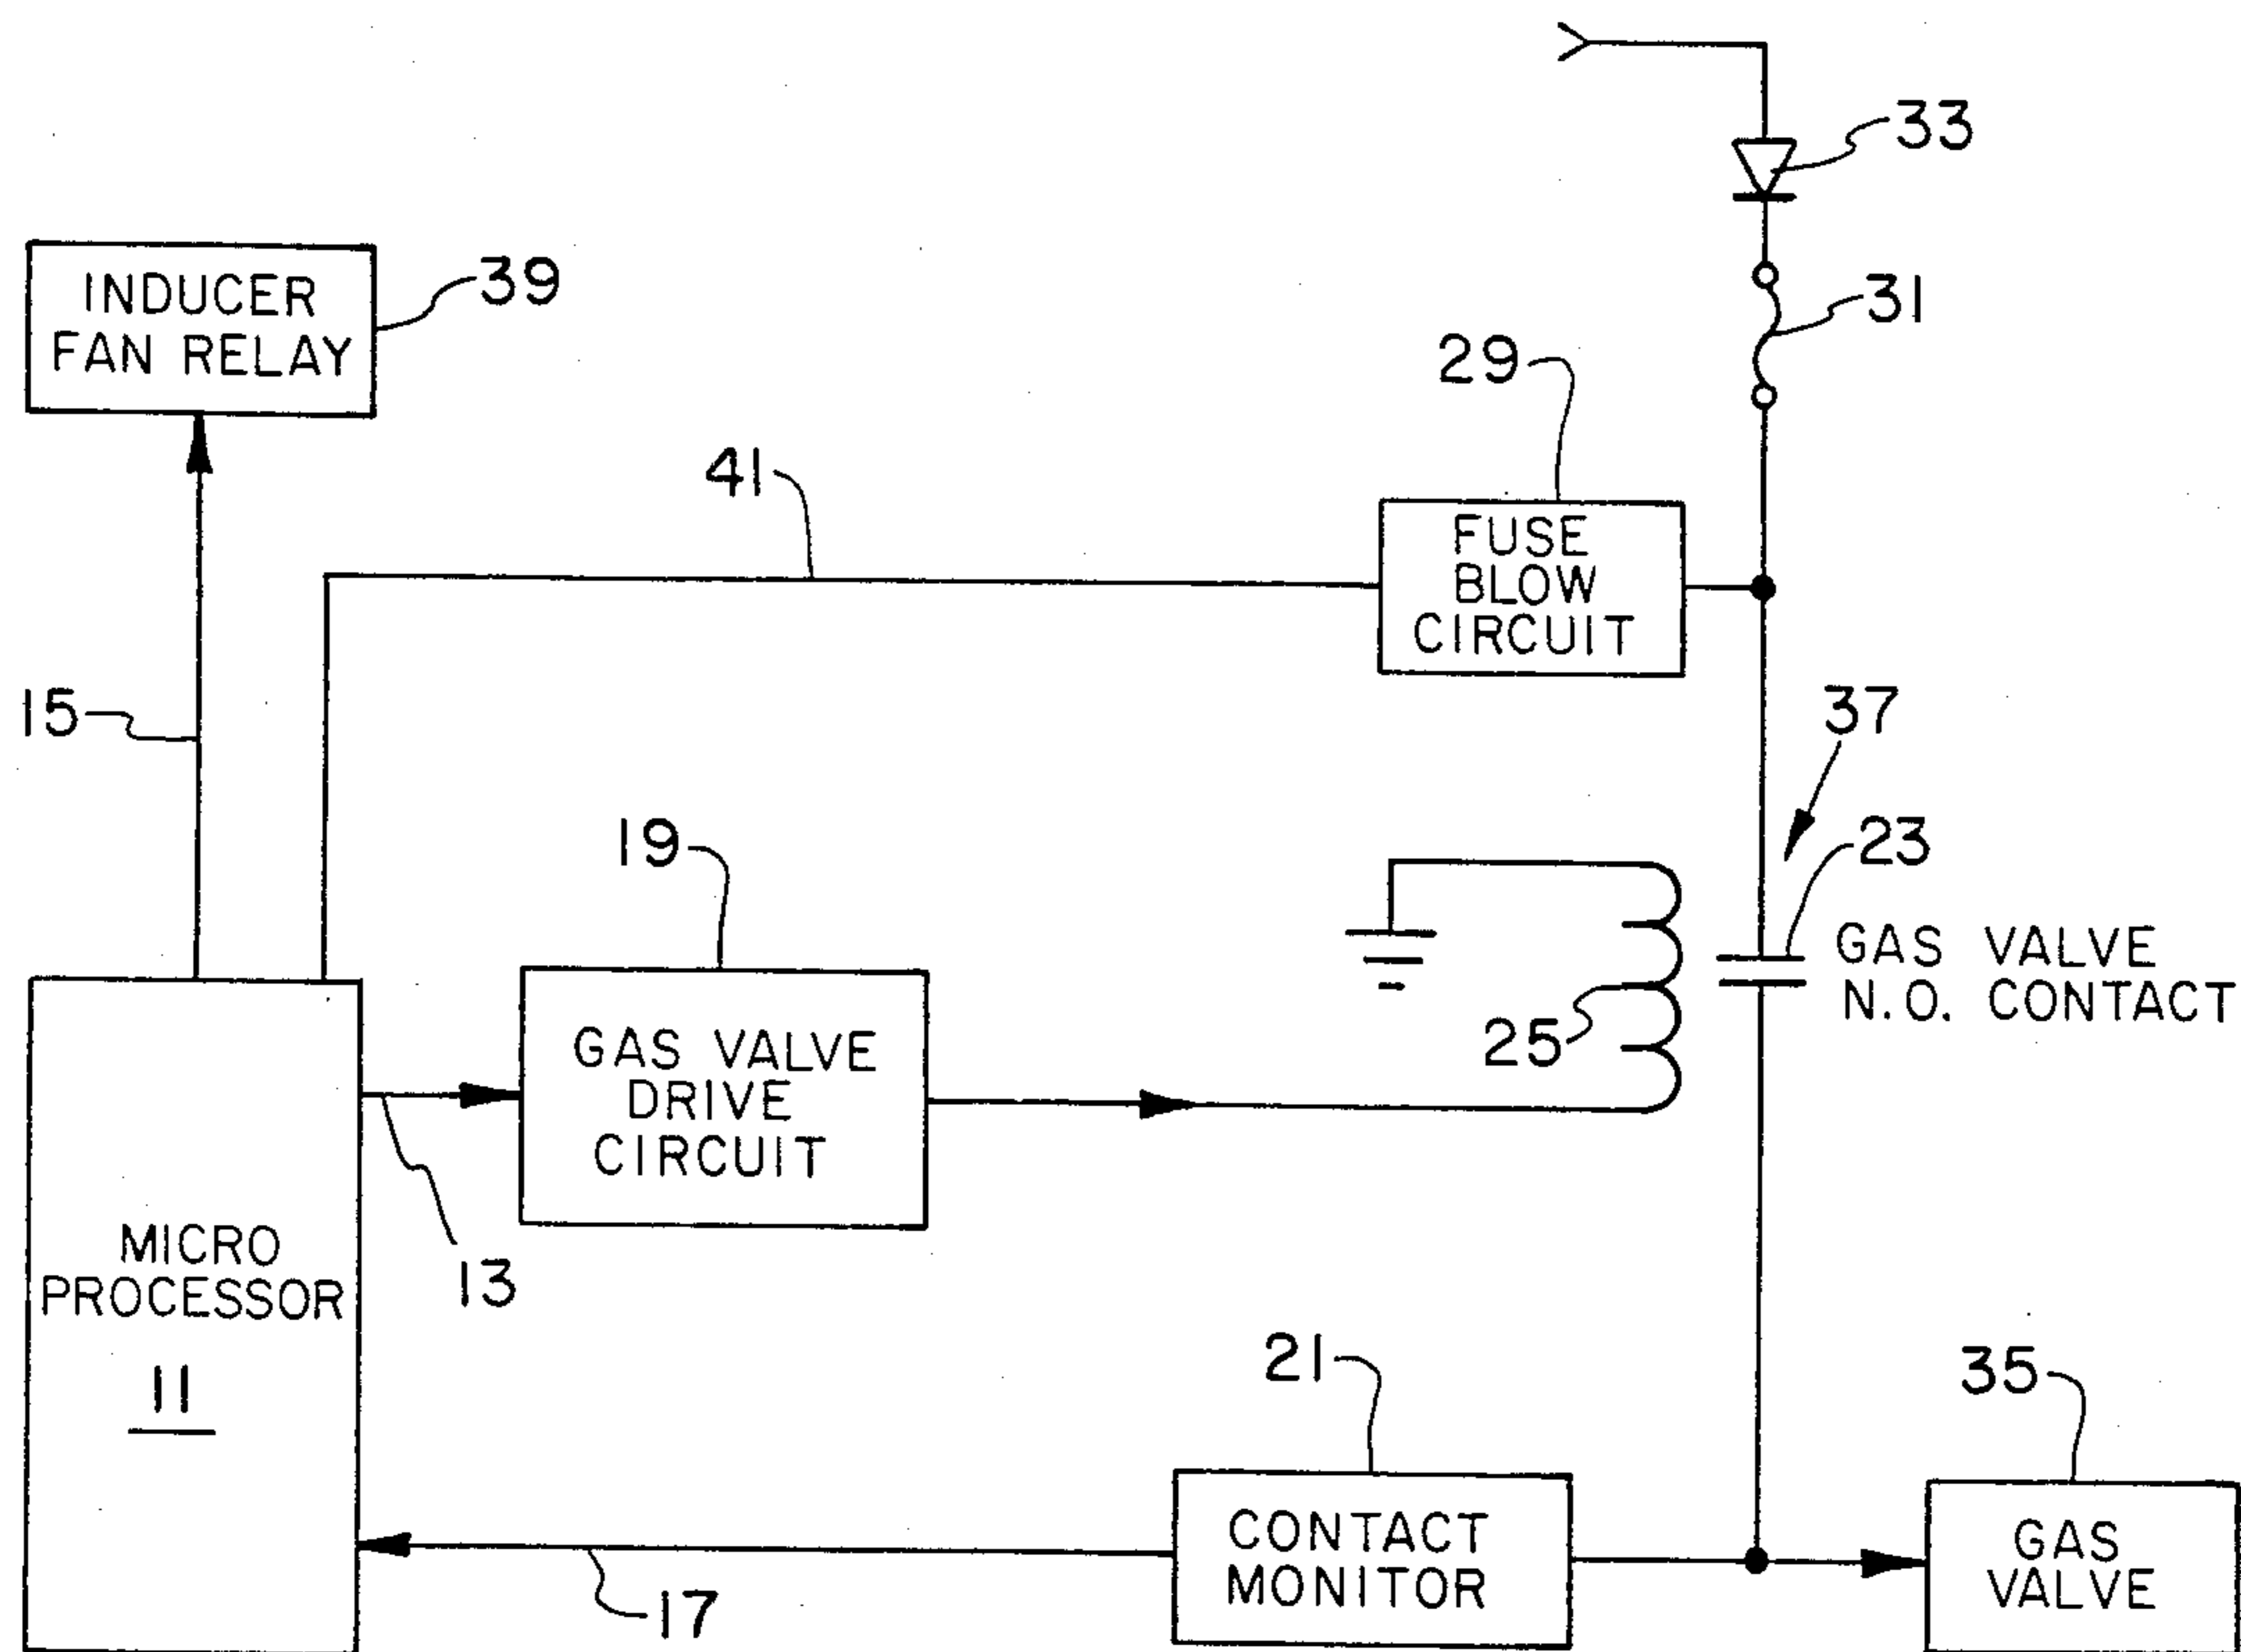 33
INDUCER
FAN RELAY
39
31
29
41
FUSE
BLOW
CIRCUIT
15
37
19
23
GAS VALVE
N.O. CONTACT
25
GAS VALVE
DRIVE
CIRCUIT
MICRO
PROCESSOR
11
13
21
35
CONTACT
MONITOR
GAS
VALVE
17